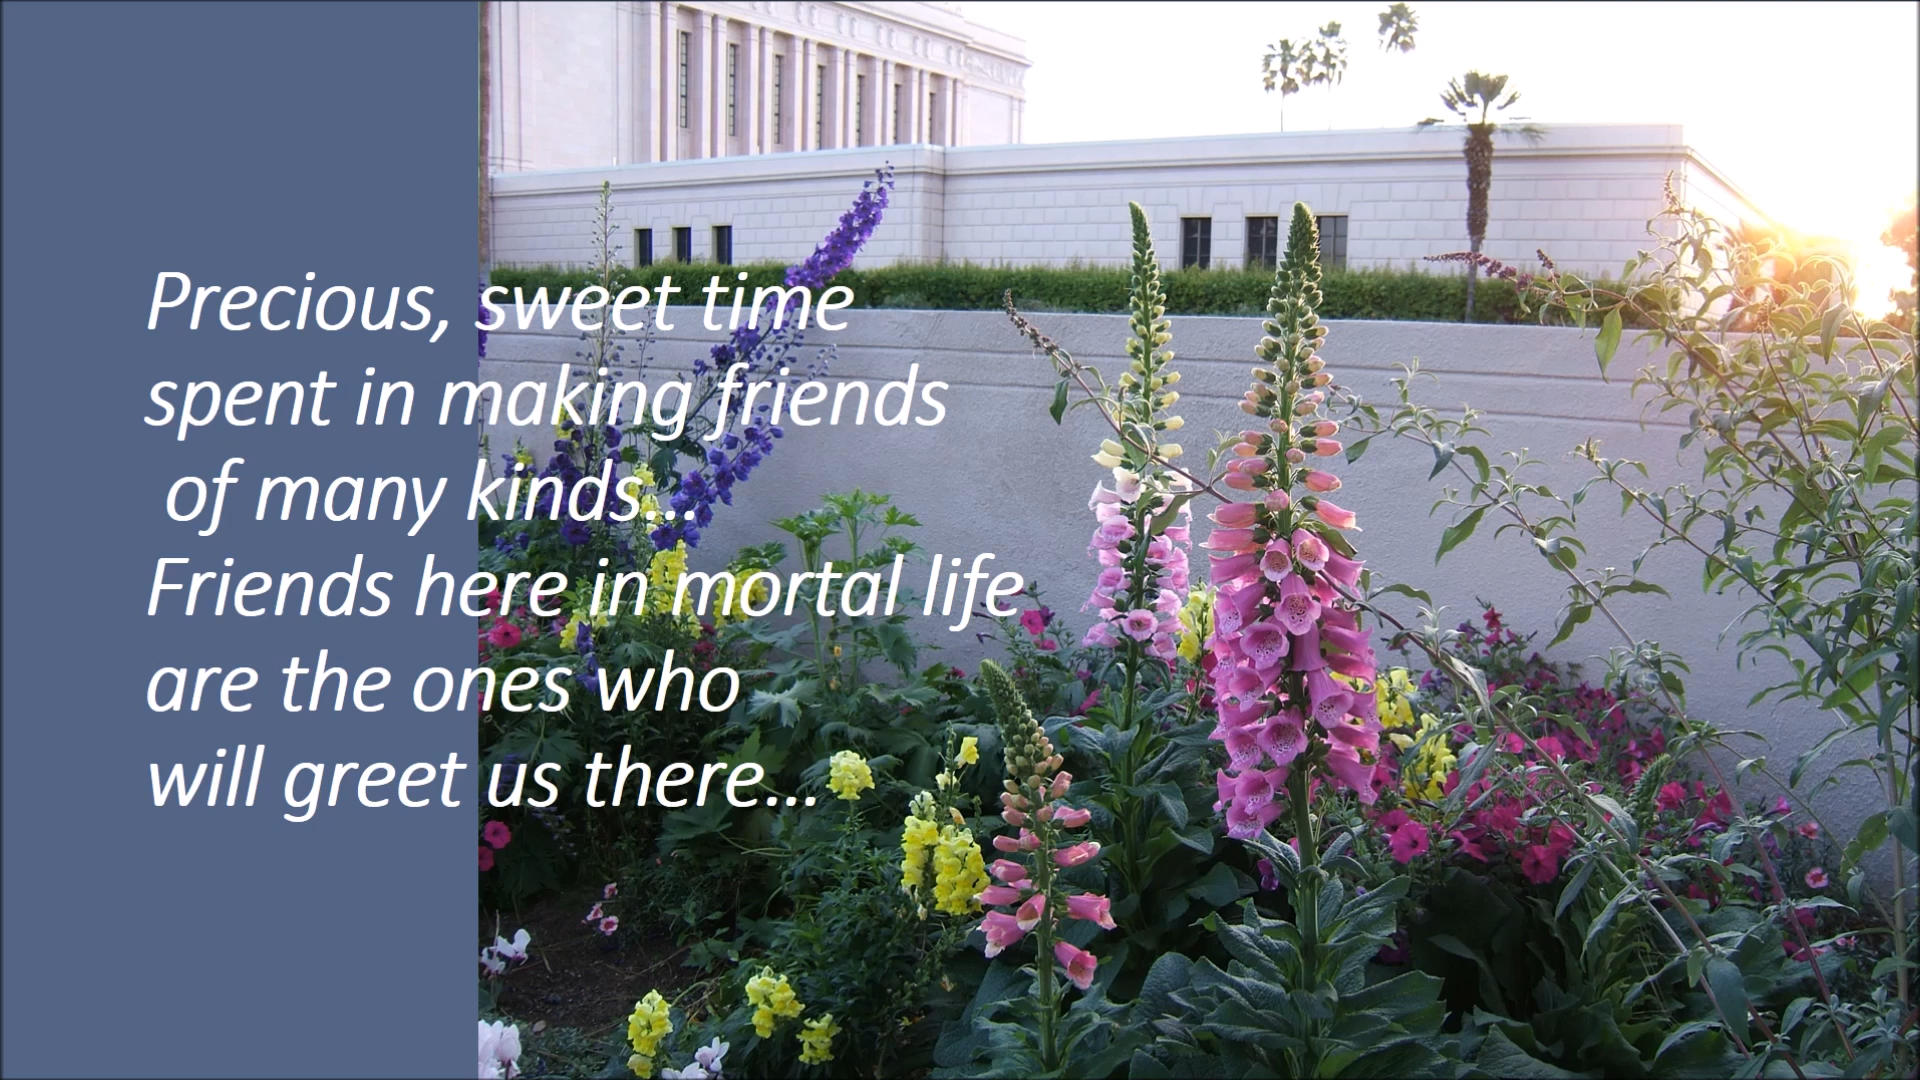 Precious, sweet time
spent in making friends
of many kinds...
Friends here in mortal life
are the ones who
will greet us there...